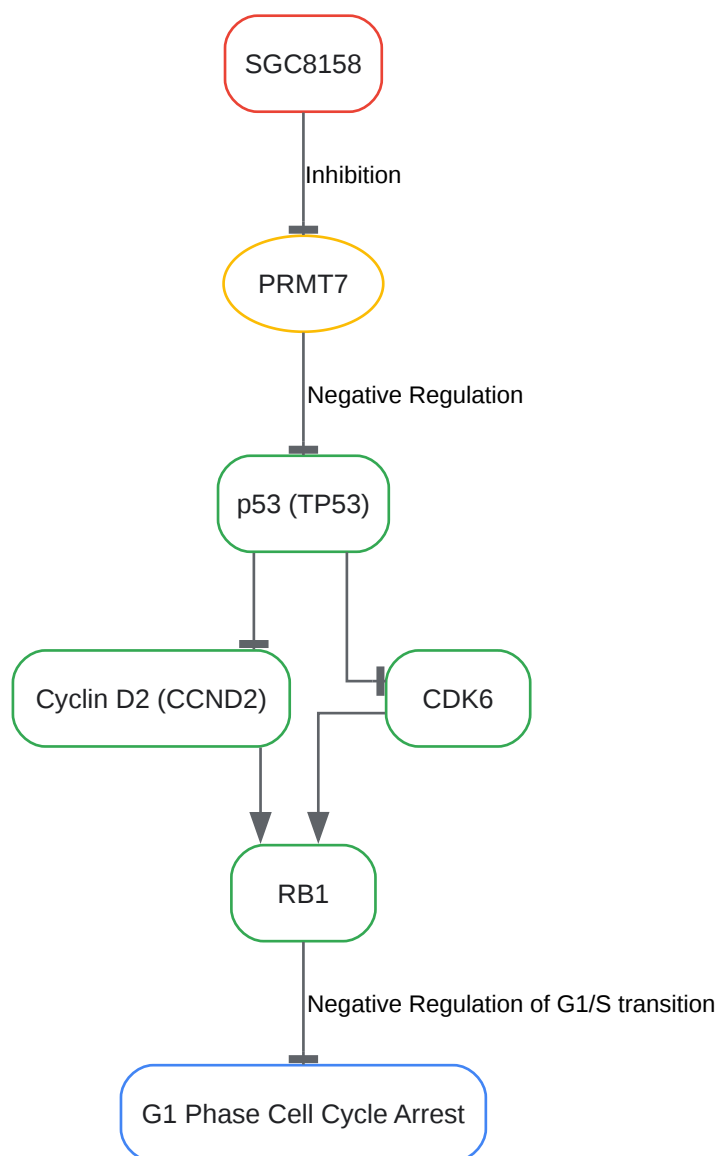 SGC8158
Inhibition
PRMT7
Negative Regulation
p53 (TP53)
Cyclin D2 (CCND2)
CDK6
RB1
Negative Regulation of G1/S transition
G1 Phase Cell Cycle Arrest